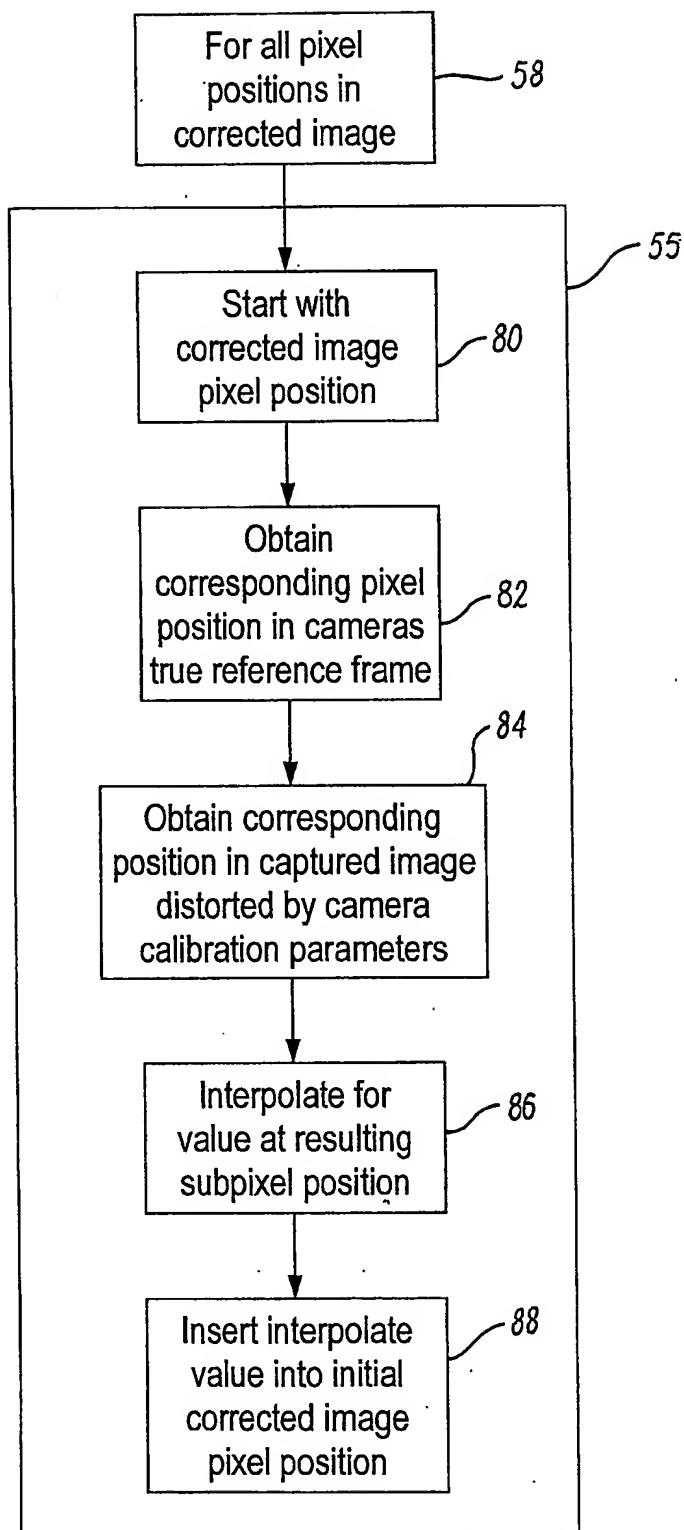 For all pixel
positions in
corrected image
58
55
Start with
corrected image
pixel position
80
Obtain
corresponding pixel
position in cameras
true reference frame
82
84
Obtain corresponding
position in captured image
distorted by camera
calibration parameters
Interpolate for
value at resulting
subpixel position
86
Insert interpolate
value into initial
corrected image
pixel position
88